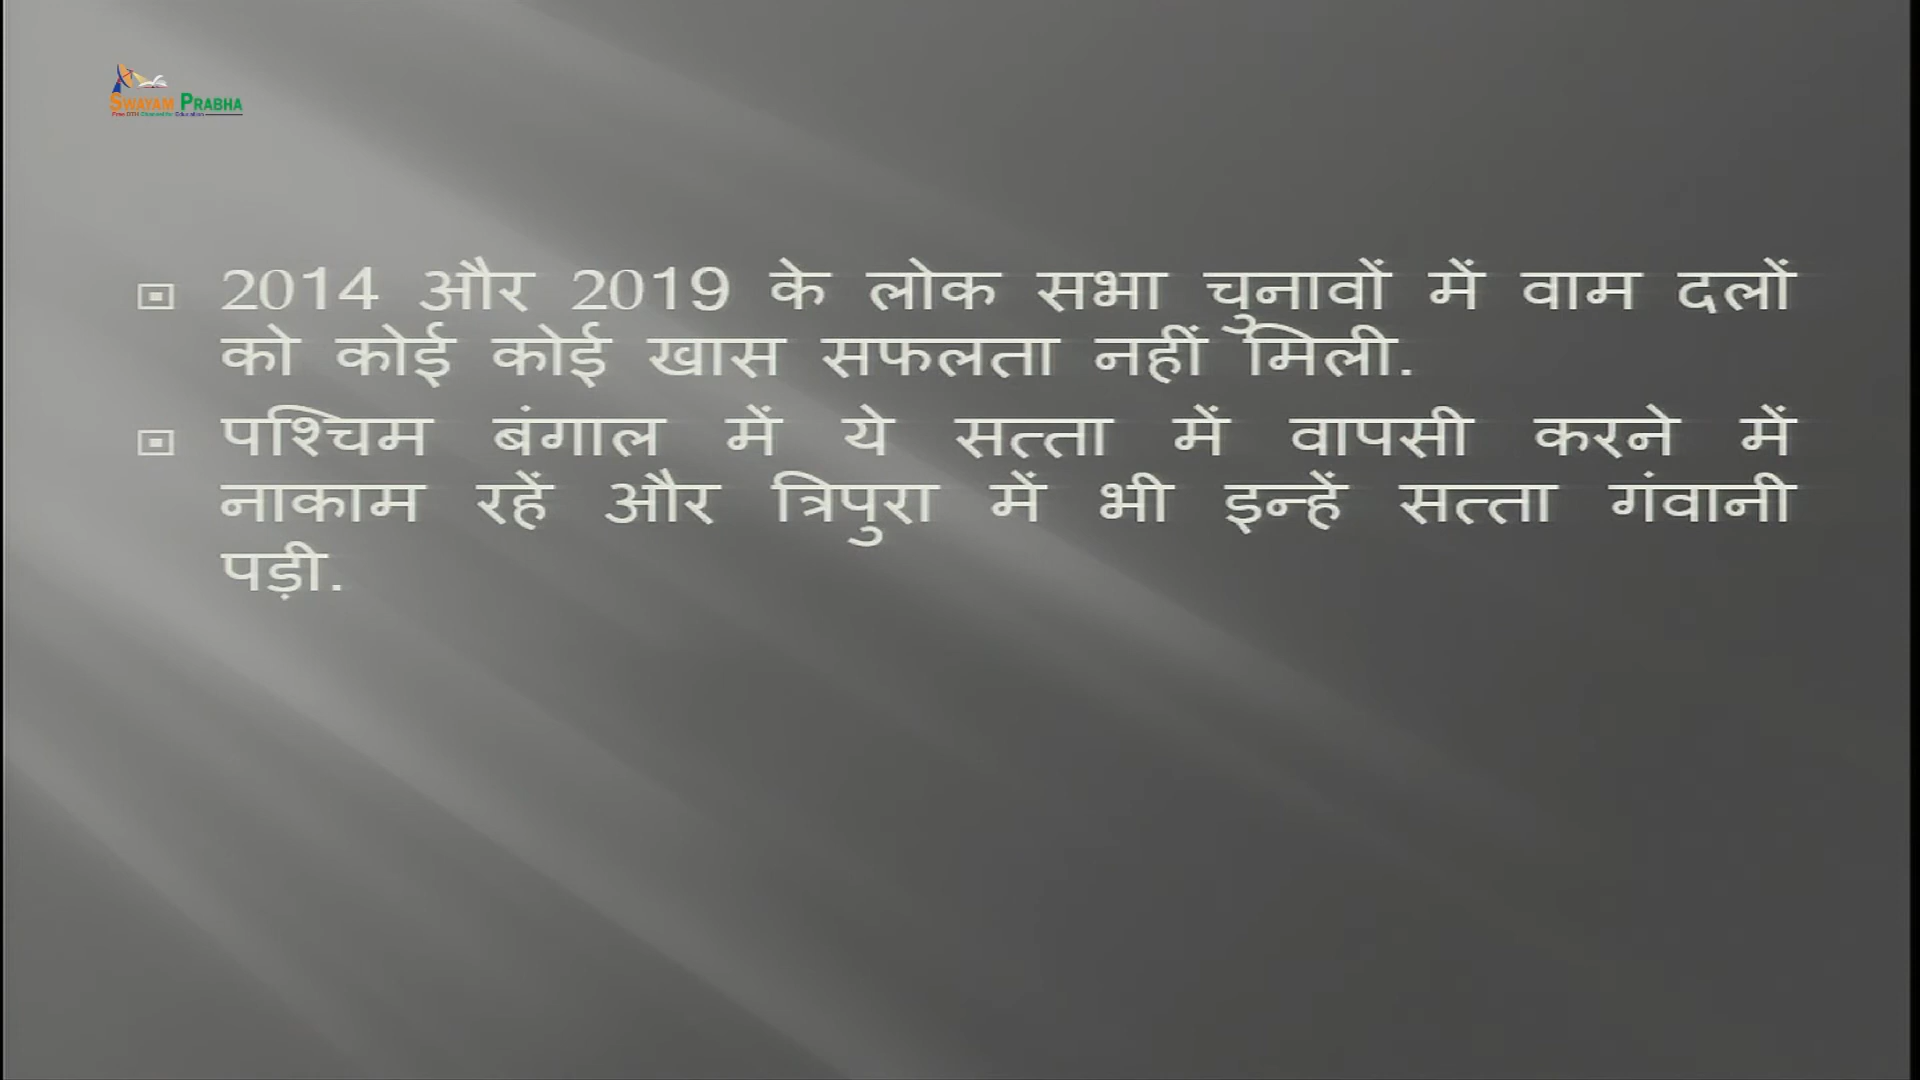 SWAYAM PRABHA
2014 और 2019 के लोक सभा चुनावों में वाम दलों
को कोई कोई खास सफलता नहीं मिली.
पश्चिम बंगाल में ये सत्ता में वापसी करने में
नाकाम रहें और त्रिपुरा में भी इन्हें सत्ता गंवानी
पड़ी.